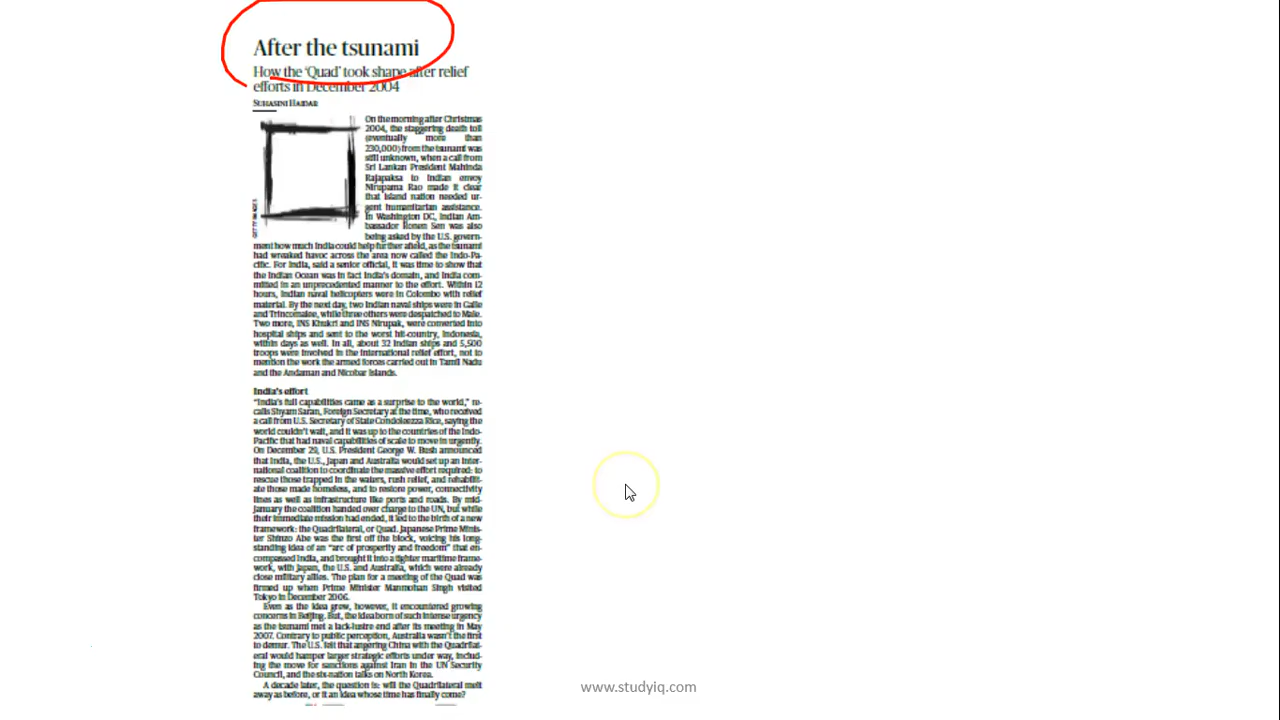 After the tsunami
How the 'Quad' took shape after relief
efforts in December 2004
SUHASINI HAIDAR
On the morning after Christmas
2004, the staggering death toll
(eventually more than
230,000) from the tsunami was
still unknown, when a call from
Sri Lankan President Mahinda
Rajapaksa to Indian envoy
Nirupama Rao made it clear
that island nation needed ur-
gent humanitarian assistance.
In Washington DC, Indian Am-
bassador Ronen Sen was also
being asked by the U.S. govern-
GETTY IMAGES
ment how much India could help further afield, as the tsunami
had wreaked havoc across the area now called the Indo-Pa-
cific. For India, said a senior official, it was time to show that
the Indian Ocean was in fact India's domain, and India com-
mitted in an unprecedented manner to the effort. Within 12
hours, Indian naval helicopters were in Colombo with relief
material. By the next day, two Indian naval ships were in Galle
and Trincomalee, while three others were despatched to Male.
Two more, INS Khukri and INS Nirupak, were converted into
hospital ships and sent to the worst hit-country, Indonesia,
within days as well. In all, about 32 Indian ships and 5,500
troops were involved in the international relief effort, not to
mention the work the armed forces carried out in Tamil Nadu
and the Andaman and Nicobar Islands.
India's effort
"India's full capabilities came as a surprise to the world," re-
calls Shyam Saran, Foreign Secretary at the time, who received
a call from U.S. Secretary of State Condoleezza Rice, saying the
world couldn't wait, and it was up to the countries of the Indo-
Pacific that had naval capabilities of scale to move in urgently.
On December 29, U.S. President George W. Bush announced
that India, the U.S., Japan and Australia would set up an inter-
national coalition to coordinate the massive effort required: to
rescue those trapped in the waters, rush relief, and rehabilit-
ate those made homeless, and to restore power, connectivity
lines as well as infrastructure like ports and roads. By mid-
January the coalition handed over charge to the UN, but while
their immediate mission had ended, it led to the birth of a new
framework: the Quadrilateral, or Quad. Japanese Prime Minis-
ter Shinzo Abe was the first off the block, voicing his long-
standing idea of an "arc of prosperity and freedom" that en-
compassed India, and brought it into a tighter maritime frame-
work, with Japan, the U.S. and Australia, which were already
close military allies. The plan for a meeting of the Quad was
firmed up when Prime Minister Manmohan Singh visited
Tokyo in December 2006.
Even as the idea grew, however, it encountered growing
concerns in Beijing. But, the idea born of such intense urgency
as the tsunami met a lack-lustre end after its meeting in May
2007. Contrary to public perception, Australia wasn't the first
to demur. The U.S. felt that angering China with the Quadrilat-
eral would hamper larger strategic efforts under way, includ-
ing the move for sanctions against Iran in the UN Security
Council, and the six-nation talks on North Korea.
A decade later, the question is: will the Quadrilateral melt
away as before, or it an idea whose time has finally come?
www.studyiq.com